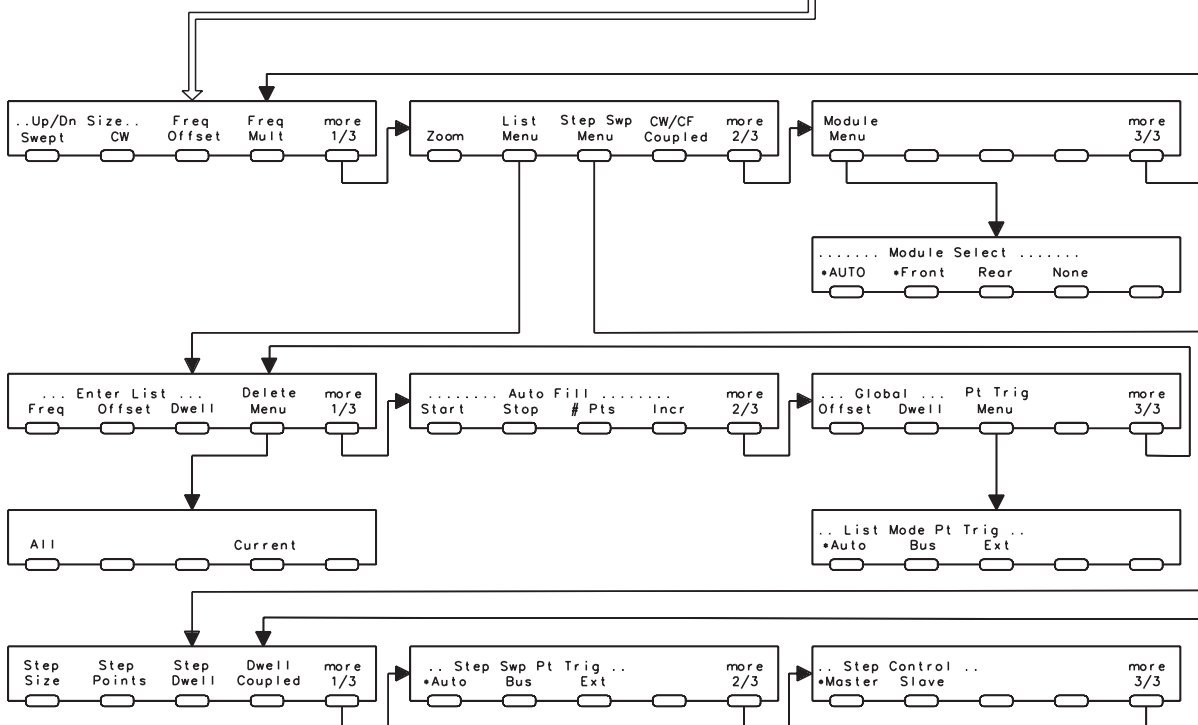 ..Up/Dn Size.. Freq Freq more
Swept CW Offset Mult 1/3
List Step Swp CW/CF more
Zoom Menu Menu Coupled 2/3
Module more
Menu 3/3
....... Module Select .......
*AUTO *Front Rear None
... Enter List ... Delete more
Freq Offset Dwell Menu 1/3
........ Auto Fill ........ more
Start Stop # Pts Incr 2/3
... Global ... Pt Trig more
Offset Dwell Menu 3/3
All Current
.. List Mode Pt Trig ..
*Auto Bus Ext
Step Step Step Dwell more
Size Points Dwell Coupled 1/3
.. Step Swp Pt Trig .. more
*Auto Bus Ext 2/3
.. Step Control .. more
*Master Slave 3/3